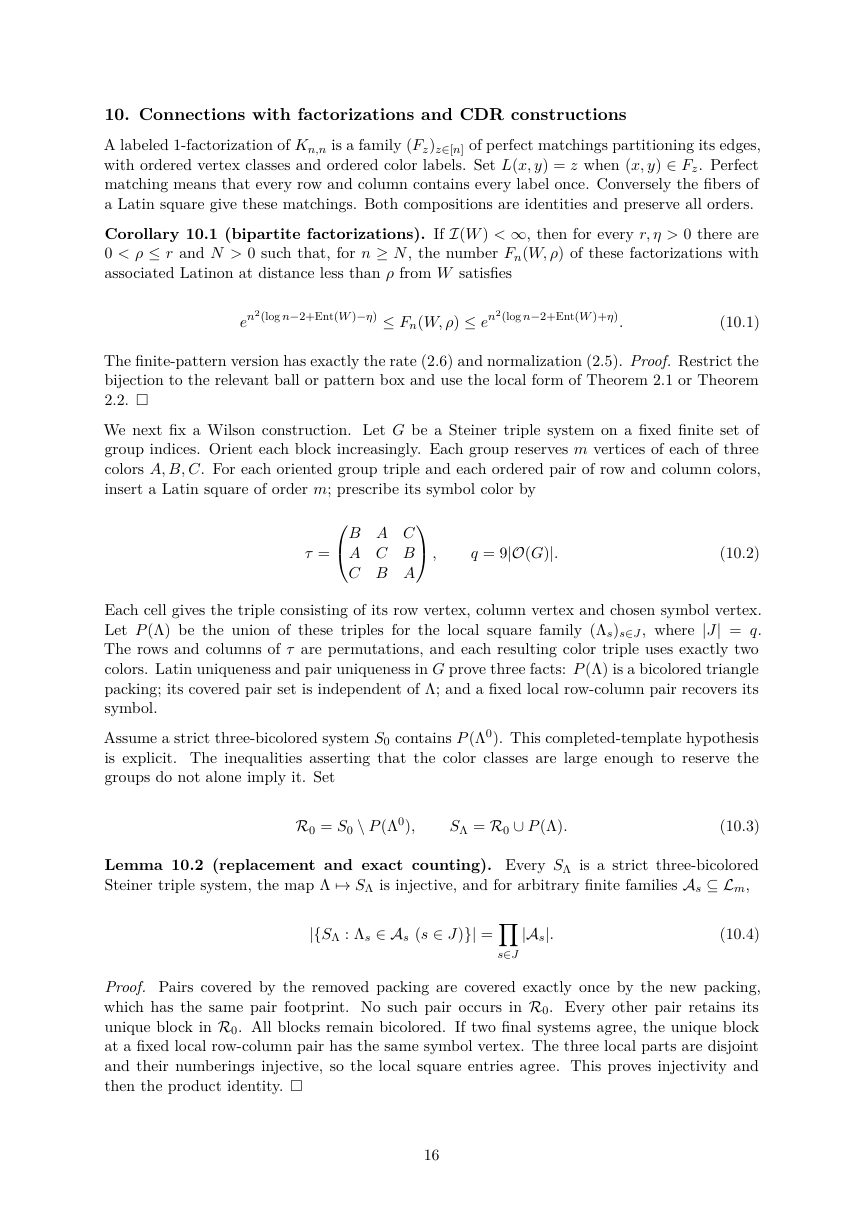 10. Connections with factorizations and CDR constructions
A labeled 1-factorization of K_{n,n} is a family (F_z)_{z∈[n]} of perfect matchings partitioning its edges,
with ordered vertex classes and ordered color labels. Set L(x, y) = z when (x, y) ∈ F_z. Perfect
matching means that every row and column contains every label once. Conversely the fibers of
a Latin square give these matchings. Both compositions are identities and preserve all orders.
Corollary 10.1 (bipartite factorizations). If I(W) < ∞, then for every r, η > 0 there are
0 < ρ ≤ r and N > 0 such that, for n ≥ N, the number F_n(W, ρ) of these factorizations with
associated Latinon at distance less than ρ from W satisfies
e^{n^2(log n−2+Ent(W)−η)} ≤ F_n(W, ρ) ≤ e^{n^2(log n−2+Ent(W)+η)}. (10.1)
The finite-pattern version has exactly the rate (2.6) and normalization (2.5). Proof. Restrict the
bijection to the relevant ball or pattern box and use the local form of Theorem 2.1 or Theorem
2.2. □
We next fix a Wilson construction. Let G be a Steiner triple system on a fixed finite set of
group indices. Orient each block increasingly. Each group reserves m vertices of each of three
colors A, B, C. For each oriented group triple and each ordered pair of row and column colors,
insert a Latin square of order m; prescribe its symbol color by
B A C
τ = (A C B), q = 9|O(G)|. (10.2)
C B A
Each cell gives the triple consisting of its row vertex, column vertex and chosen symbol vertex.
Let P(Λ) be the union of these triples for the local square family (Λ_s)_{s∈J}, where |J| = q.
The rows and columns of τ are permutations, and each resulting color triple uses exactly two
colors. Latin uniqueness and pair uniqueness in G prove three facts: P(Λ) is a bicolored triangle
packing; its covered pair set is independent of Λ; and a fixed local row-column pair recovers its
symbol.
Assume a strict three-bicolored system S_0 contains P(Λ^0). This completed-template hypothesis
is explicit. The inequalities asserting that the color classes are large enough to reserve the
groups do not alone imply it. Set
R_0 = S_0 \ P(Λ^0), S_Λ = R_0 ∪ P(Λ). (10.3)
Lemma 10.2 (replacement and exact counting). Every S_Λ is a strict three-bicolored
Steiner triple system, the map Λ ↦ S_Λ is injective, and for arbitrary finite families A_s ⊆ L_m,
|{S_Λ : Λ_s ∈ A_s (s ∈ J)}| = ∏_{s∈J} |A_s|. (10.4)
Proof. Pairs covered by the removed packing are covered exactly once by the new packing,
which has the same pair footprint. No such pair occurs in R_0. Every other pair retains its
unique block in R_0. All blocks remain bicolored. If two final systems agree, the unique block
at a fixed local row-column pair has the same symbol vertex. The three local parts are disjoint
and their numberings injective, so the local square entries agree. This proves injectivity and
then the product identity. □
16